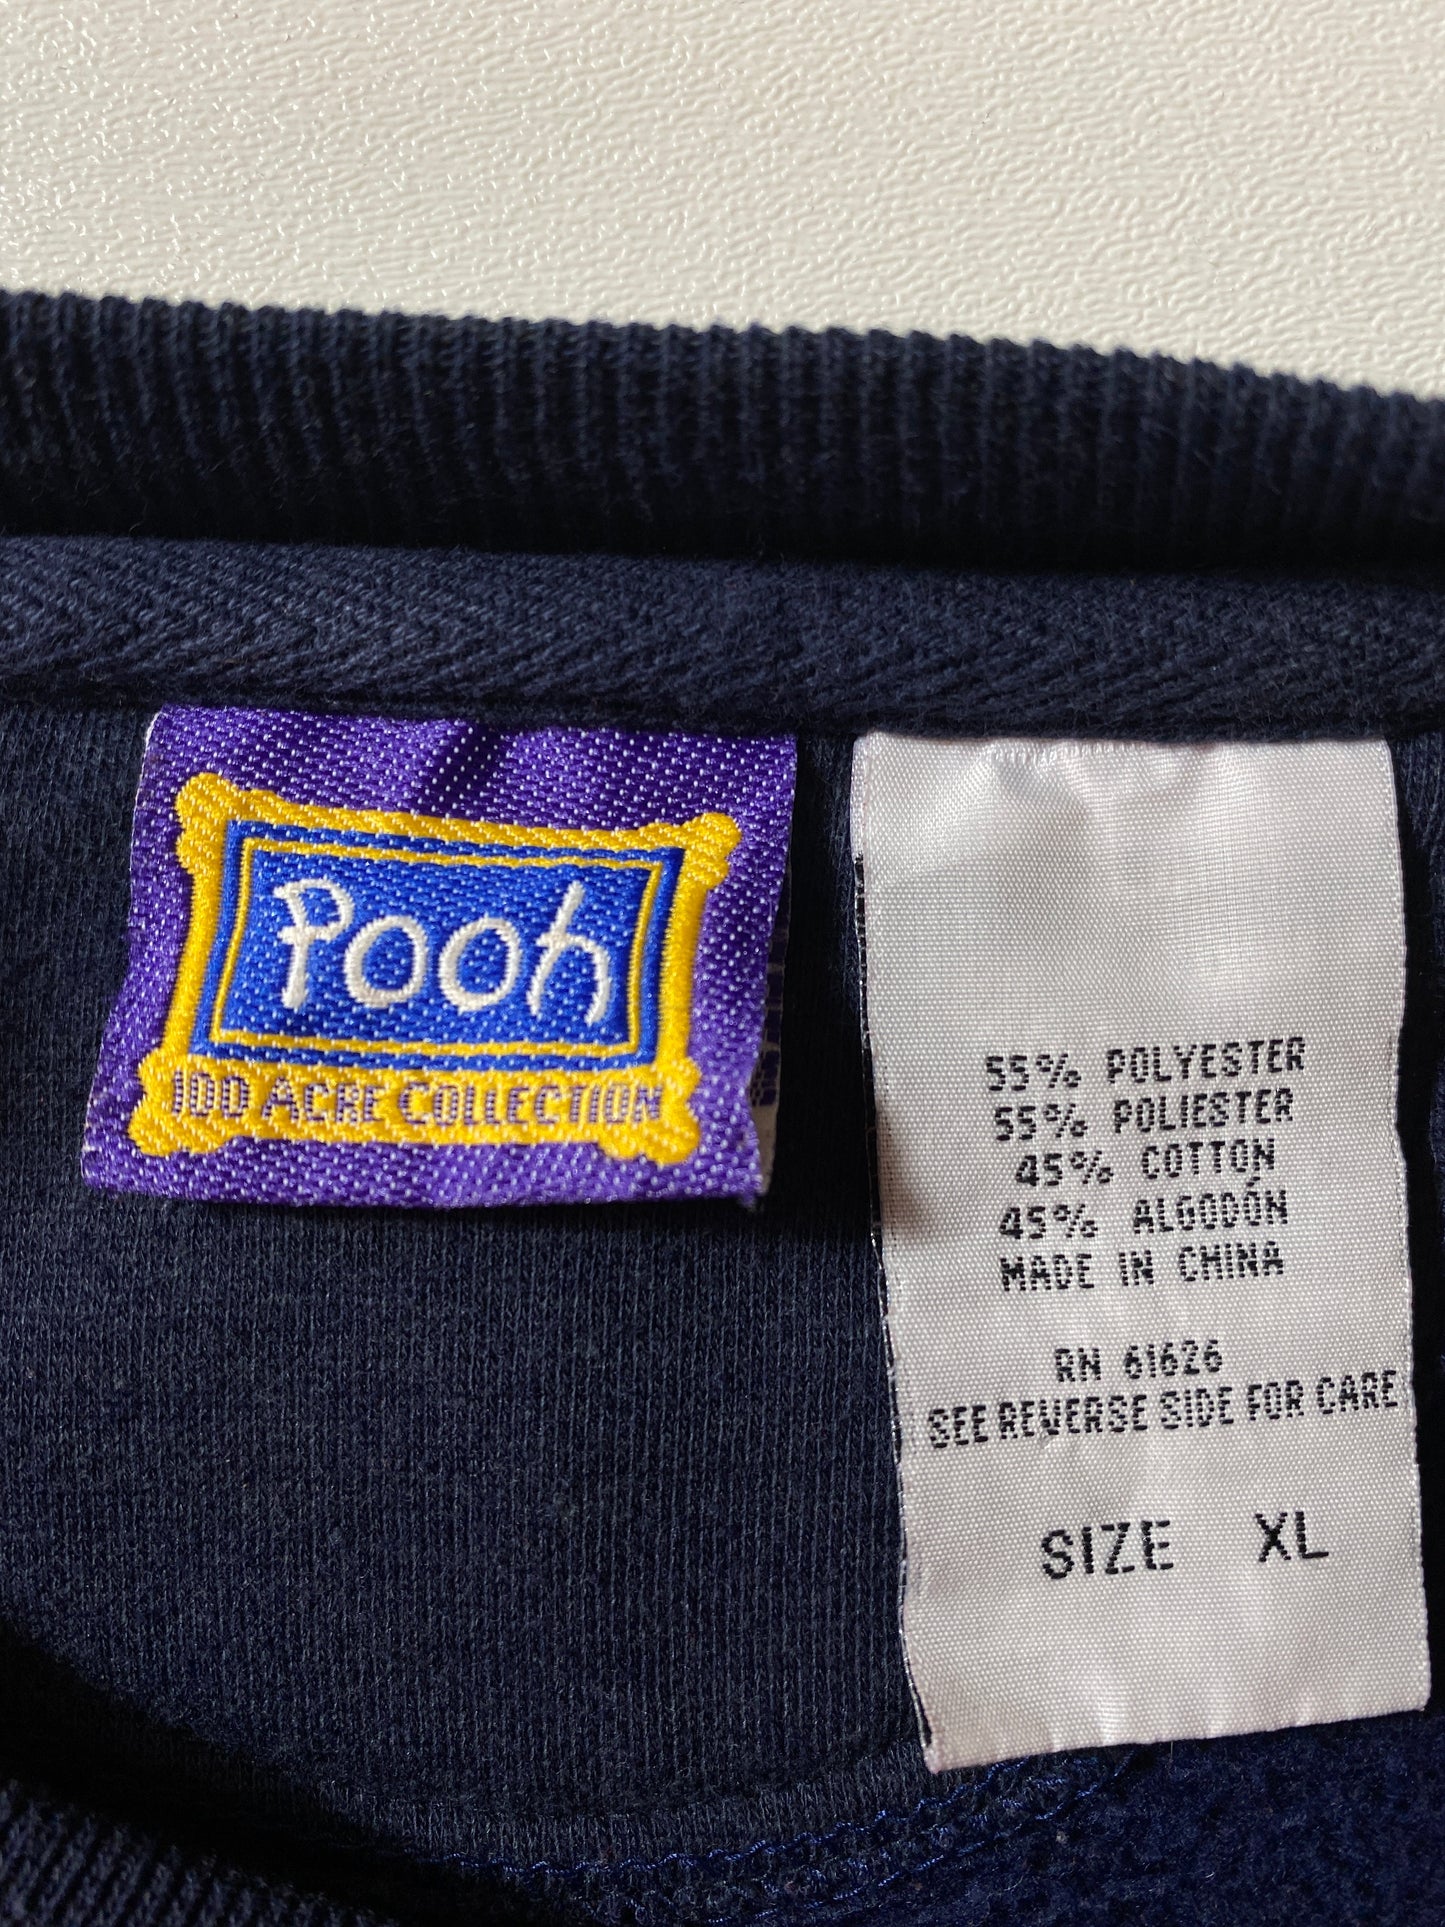 Pooh
100 ACRE COLLECTION
55% POLYESTER
55% POLIESTER
45% COTTON
45% ALGODÓN
MADE IN CHINA
RN 61626
SEE REVERSE SIDE FOR CARE
SIZE XL